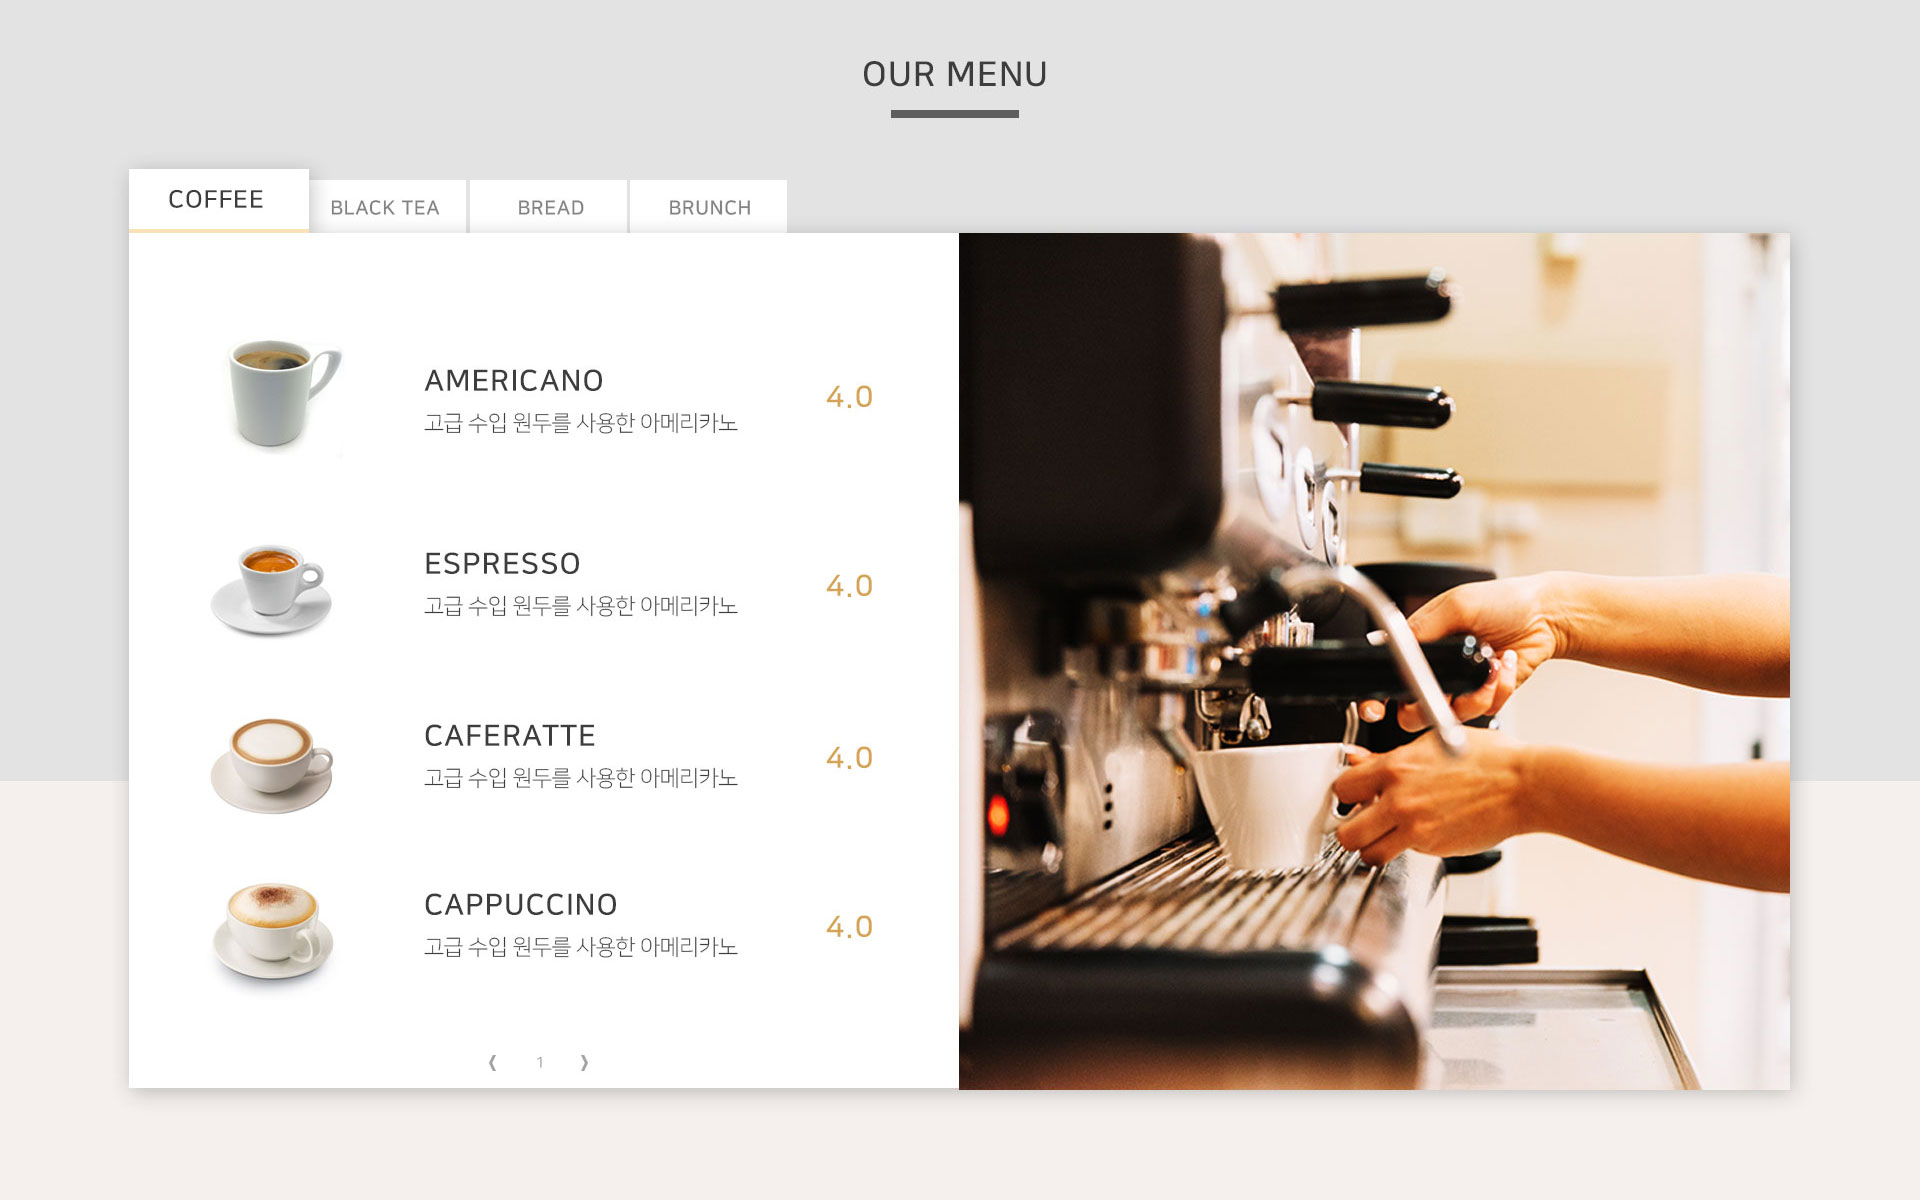 OUR MENU
COFFEE
BLACK TEA
BREAD
BRUNCH
AMERICANO
고급 수입 원두를 사용한 아메리카노
4.0
ESPRESSO
고급 수입 원두를 사용한 아메리카노
4.0
CAFERATTE
고급 수입 원두를 사용한 아메리카노
4.0
CAPPUCCINO
고급 수입 원두를 사용한 아메리카노
4.0
❰ 1 ❱